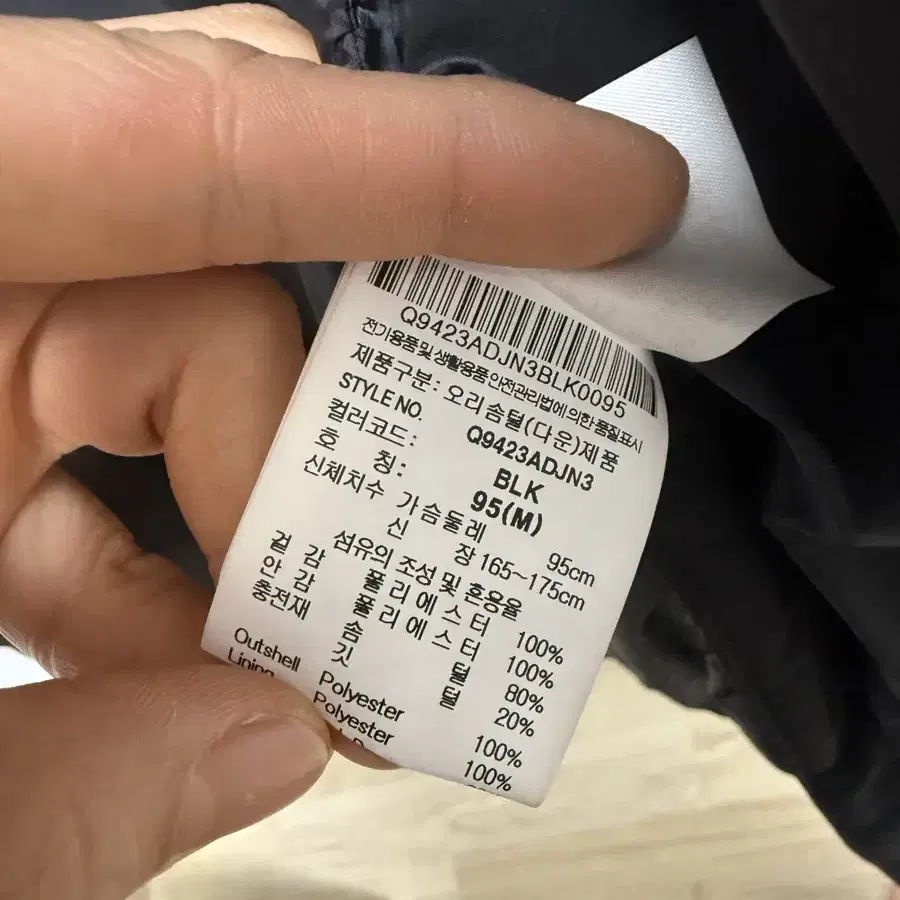 Q9423ADJN3BLK0095
전기용품및생활용품안전관리법에의한품질표시
제품구분: 오리솜털(다운)제품
STYLE NO. Q9423ADJN3
컬러코드: BLK
호 칭: 95(M)
신체치수 가슴둘레 95cm
신 장 165~175cm
섬유의 조성 및 혼용율
겉 감 폴리에스터 100%
안 감 폴리에스터 100%
충전재 솜 털 80%
깃 털 20%
Outshell Polyester 100%
Lining Polyester 100%